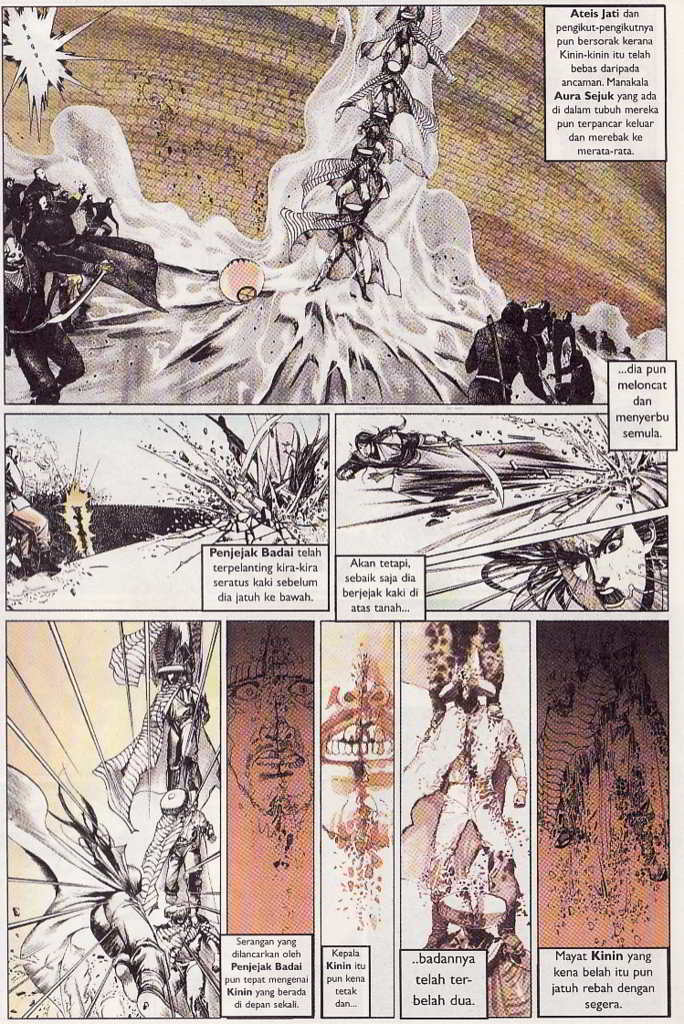 Ateis Jati dan
pengikut-pengikutnya
pun bersorak kerana
Kinin-kinin itu telah
bebas daripada
ancaman. Manakala
Aura Sejuk yang ada
di dalam tubuh mereka
pun terpancar keluar
dan merebak ke
merata-rata.
Penjejak Badai telah
terpelanting kira-kira
seratus kaki sebelum
dia jatuh ke bawah.
Akan tetapi,
sebaik saja dia
berjejak kaki di
atas tanah...
...dia pun
meloncat
dan
menyerbu
semula.
Serangan yang
dilancarkan oleh
Penjejak Badai
pun tepat mengenai
Kinin yang berada
di depan sekali.
Kepala
Kinin itu
pun kena
tetak
dan...
..badannya
telah ter-
belah dua.
Mayat Kinin yang
kena belah itu pun
jatuh rebah dengan
segera.